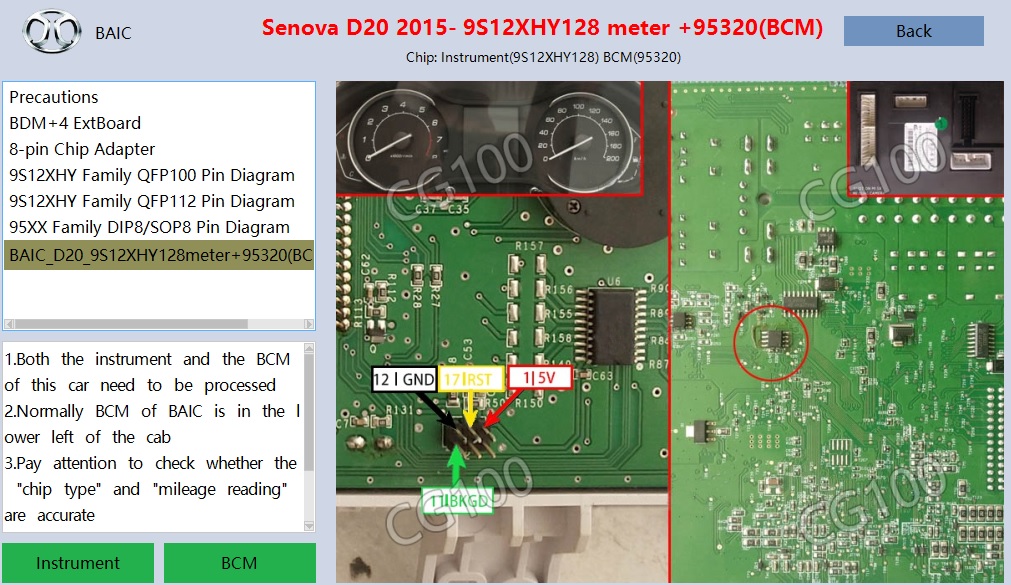 BAIC
Senova D20 2015- 9S12XHY128 meter +95320(BCM)
Chip: Instrument(9S12XHY128) BCM(95320)
Back
Precautions
BDM+4 ExtBoard
8-pin Chip Adapter
9S12XHY Family QFP100 Pin Diagram
9S12XHY Family QFP112 Pin Diagram
95XX Family DIP8/SOP8 Pin Diagram
BAIC_D20_9S12XHY128meter+95320(BC
1.Both the instrument and the BCM
of this car need to be processed
2.Normally BCM of BAIC is in the l
ower left of the cab
3.Pay attention to check whether the
"chip type" and "mileage reading"
are accurate
Instrument
BCM
CG100
CG100
CG100
CG100
C37 C35
R157
C62
R112
R28
R27
R156
U6
R90
R113
R155
R158
C53
C63
R87
12 | GND
17|RST
1|5V
R131
R150
11|BKGD